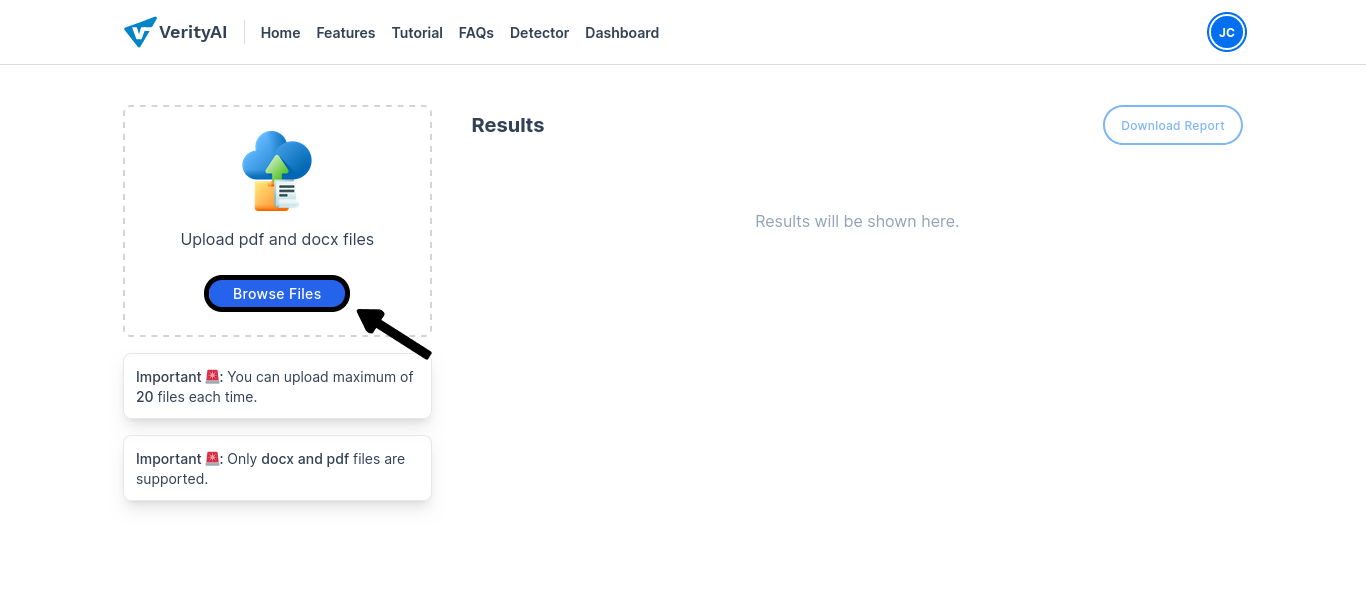 VerityAI
Home Features Tutorial FAQs Detector Dashboard
JC
Upload pdf and docx files
Browse Files
Important 🚨: You can upload maximum of
20 files each time.
Important 🚨: Only docx and pdf files are
supported.
Results
Download Report
Results will be shown here.